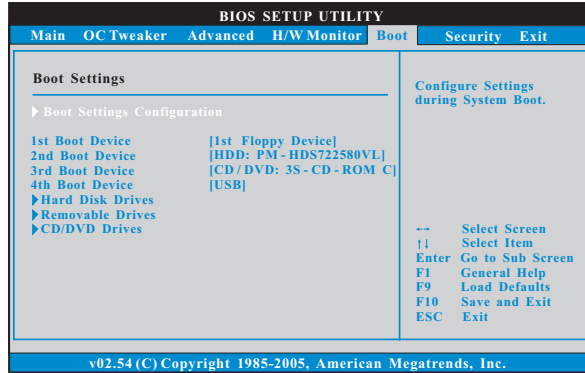 BIOS SETUP UTILITY
Main OC Tweaker Advanced H/W Monitor Boot Security Exit
Boot Settings
Boot Settings Configuration
1st Boot Device [1st Floppy Device]
2nd Boot Device [HDD: PM - HDS722580VL]
3rd Boot Device [CD / DVD: 3S - CD - ROM C]
4th Boot Device [USB]
Hard Disk Drives
Removable Drives
CD/DVD Drives
Configure Settings
during System Boot.
←→ Select Screen
↑↓ Select Item
Enter Go to Sub Screen
F1 General Help
F9 Load Defaults
F10 Save and Exit
ESC Exit
v02.54 (C) Copyright 1985-2005, American Megatrends, Inc.